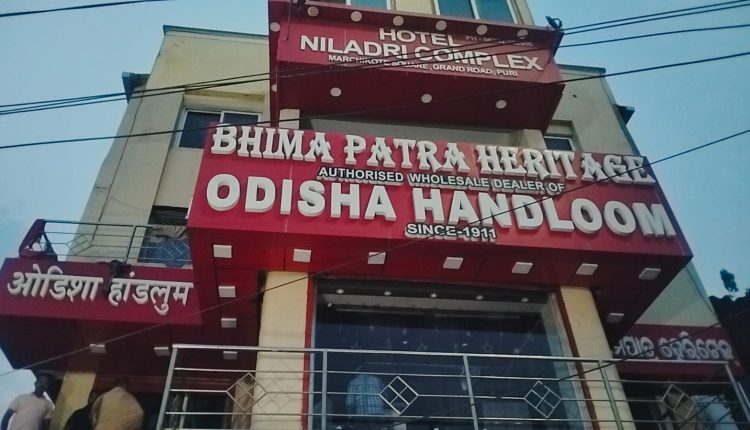 HOTEL
NILADRI COMPLEX
MARCHIKOTE SQUARE, GRAND ROAD, PURI
BHIMA PATRA HERITAGE
AUTHORISED WHOLESALE DEALER OF
ODISHA HANDLOOM
SINCE-1911
ओडिशा हांडलुम